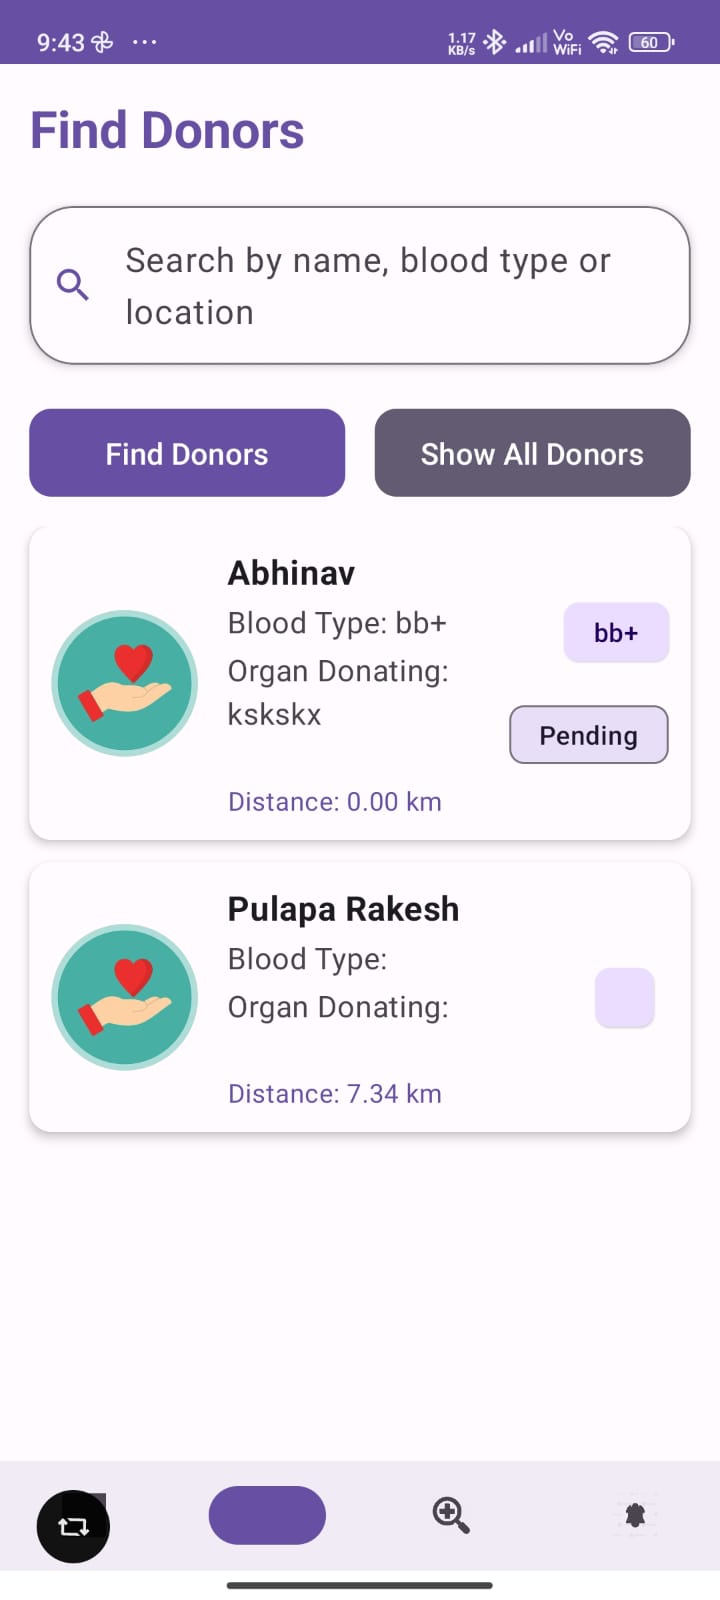 9:43
1.17 KB/s Vo WiFi 60
Find Donors
Search by name, blood type or
location
Find Donors
Show All Donors
Abhinav
Blood Type: bb+
bb+
Organ Donating:
kskskx
Pending
Distance: 0.00 km
Pulapa Rakesh
Blood Type:
Organ Donating:
Distance: 7.34 km